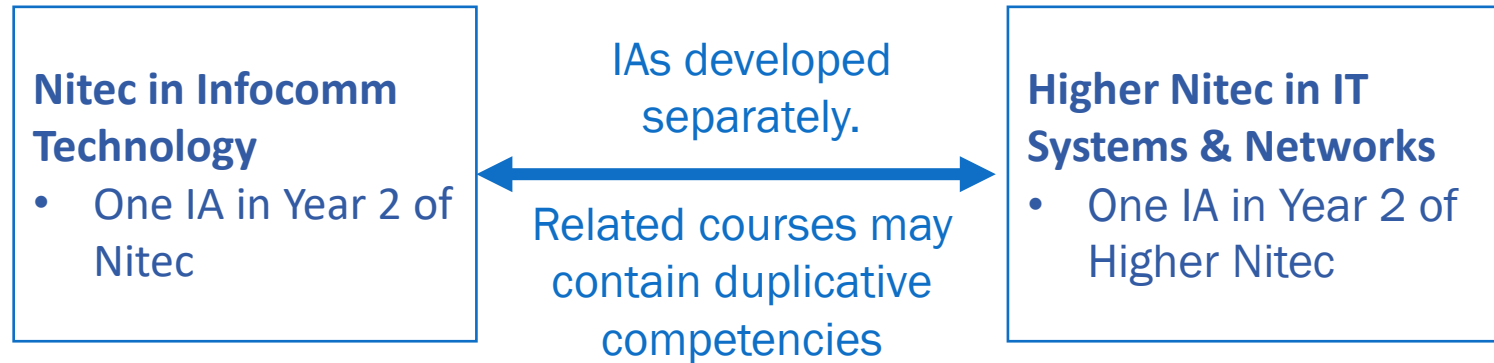 Nitec in Infocomm
Technology
• One IA in Year 2 of
Nitec
IAs developed
separately.
Related courses may
contain duplicative
competencies
Higher Nitec in IT
Systems & Networks
• One IA in Year 2 of
Higher Nitec